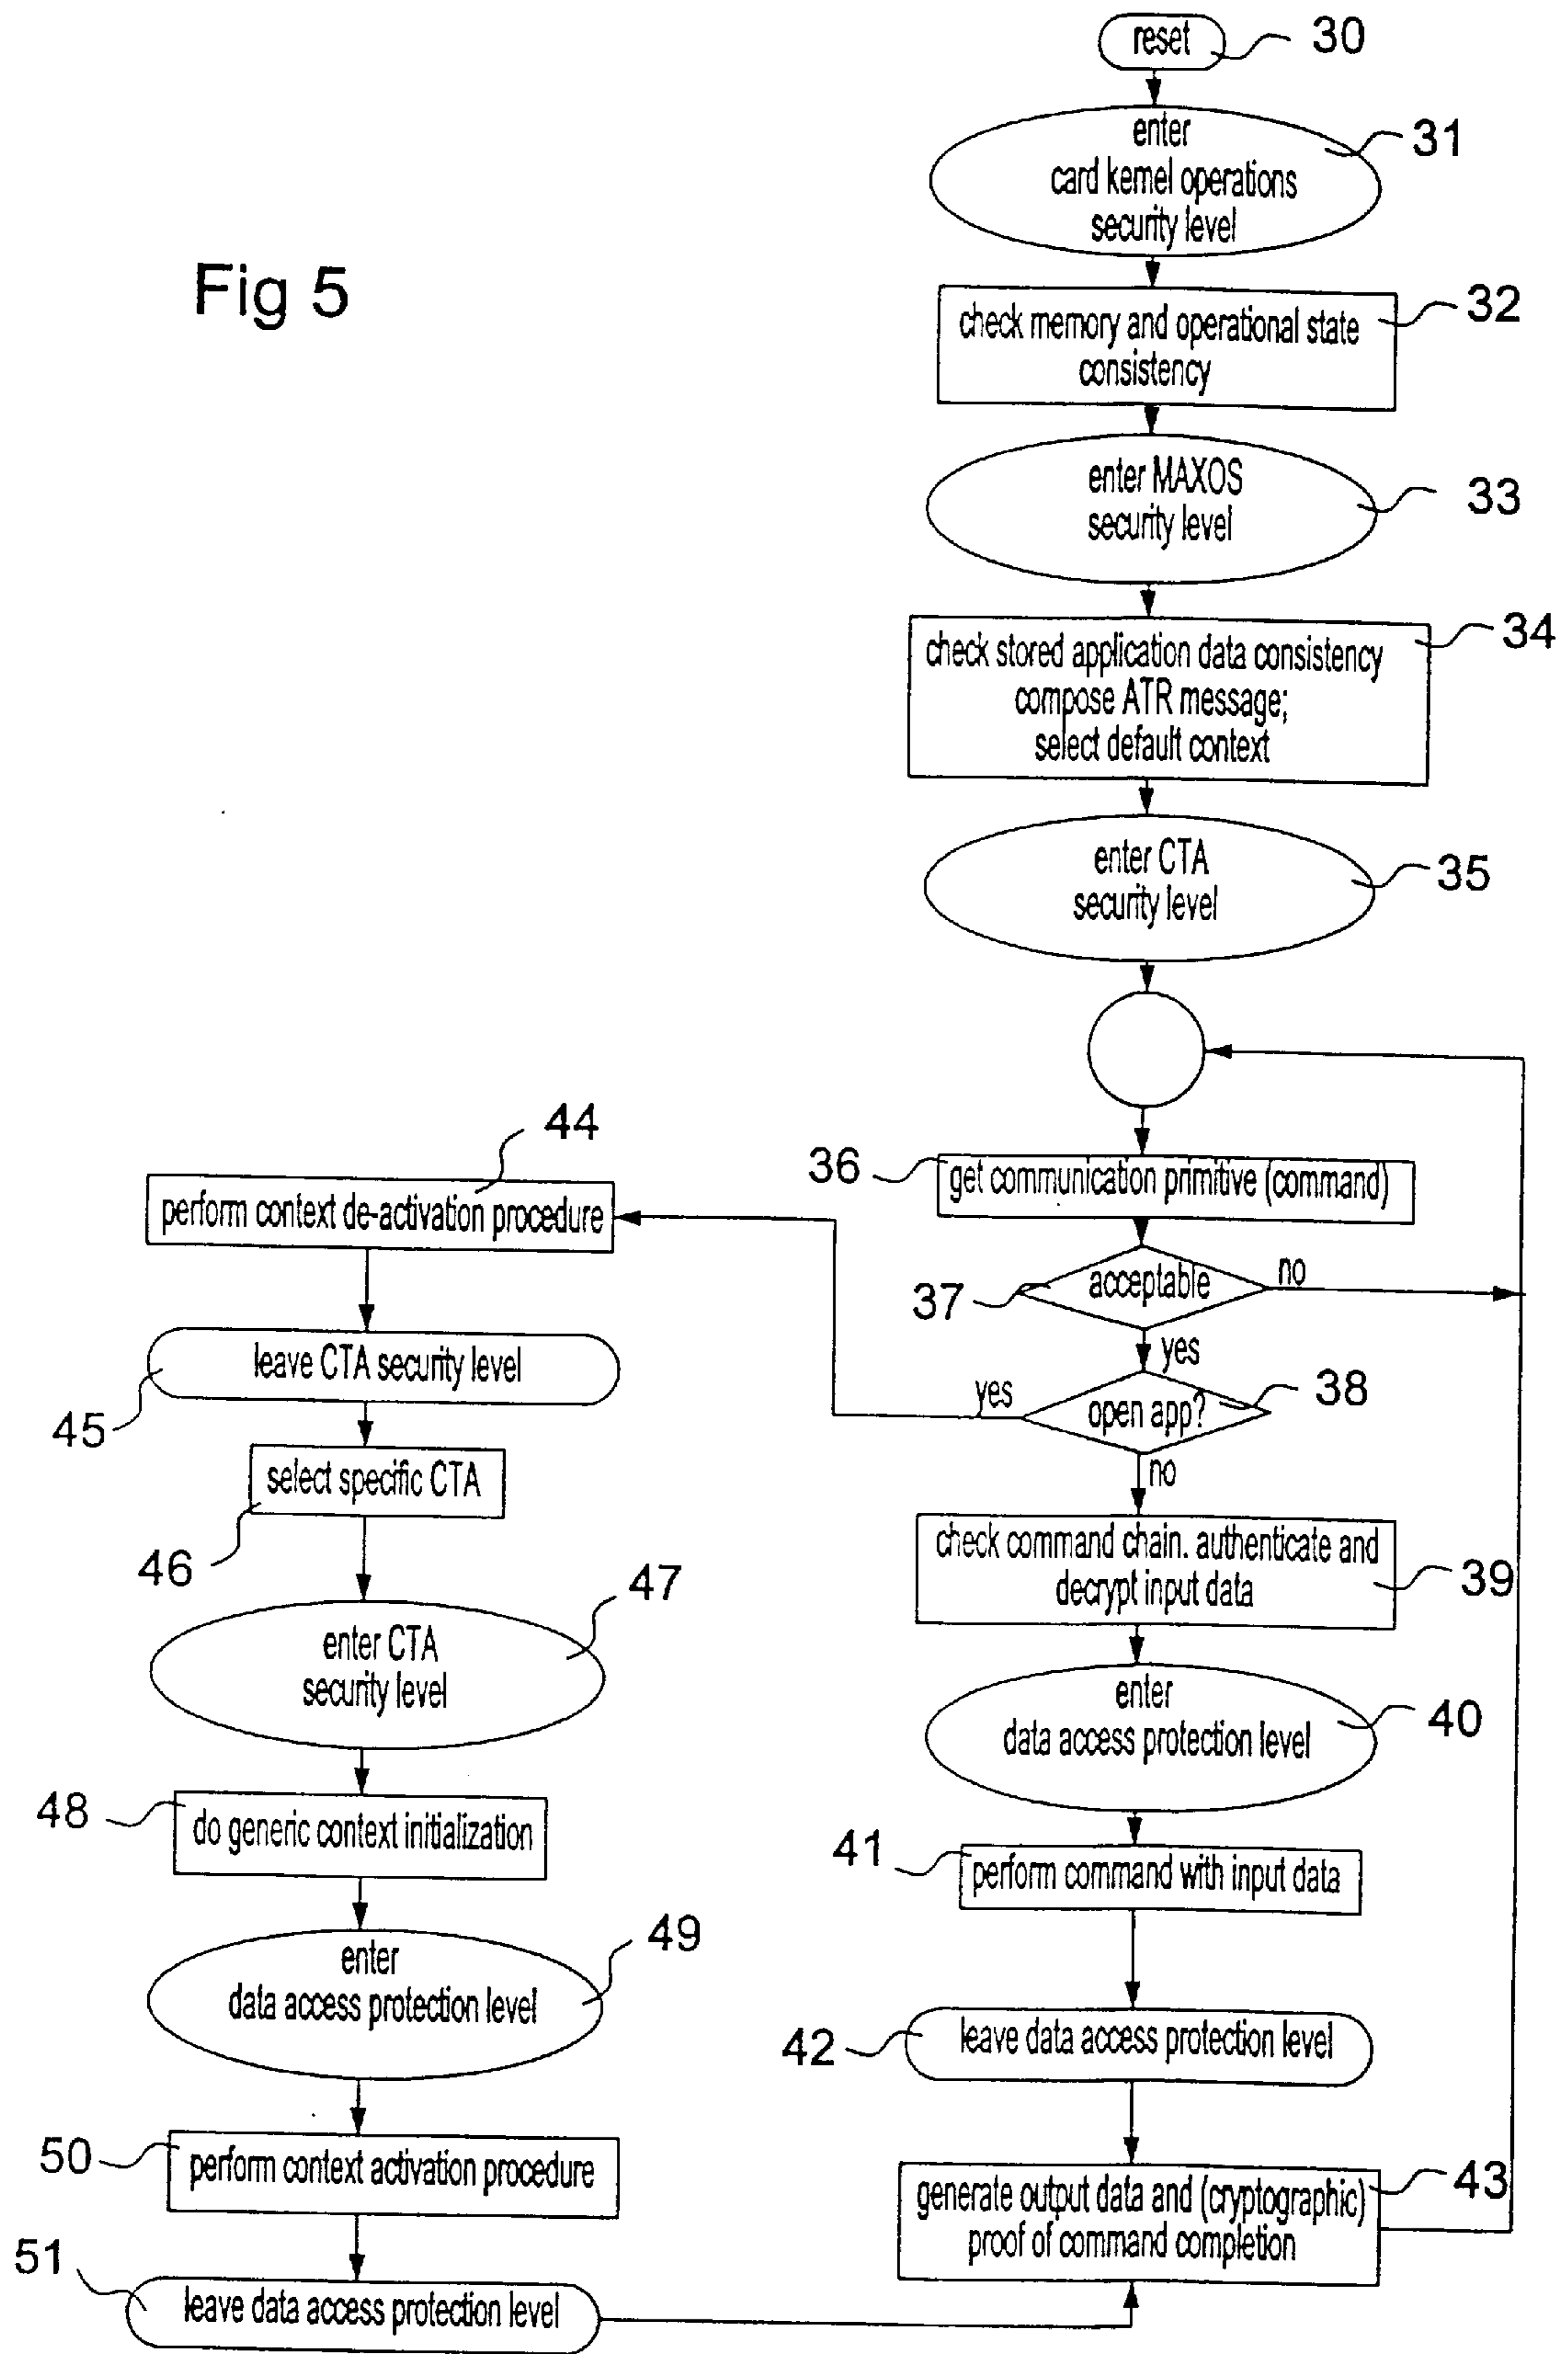 Fig 5
reset
30
enter
card kernel operations
security level
31
check memory and operational state
consistency
32
enter MAXOS
security level
33
check stored application data consistency
compose ATR message;
select default context
34
enter CTA
security level
35
36
get communication primitive (command)
37
acceptable
no
yes
open app?
38
yes
no
check command chain. authenticate and
decrypt input data
39
enter
data access protection level
40
41
perform command with input data
42
leave data access protection level
generate output data and (cryptographic)
proof of command completion
43
44
perform context de-activation procedure
leave CTA security level
45
select specific CTA
46
47
enter CTA
security level
48
do generic context initialization
49
enter
data access protection level
50
perform context activation procedure
51
leave data access protection level